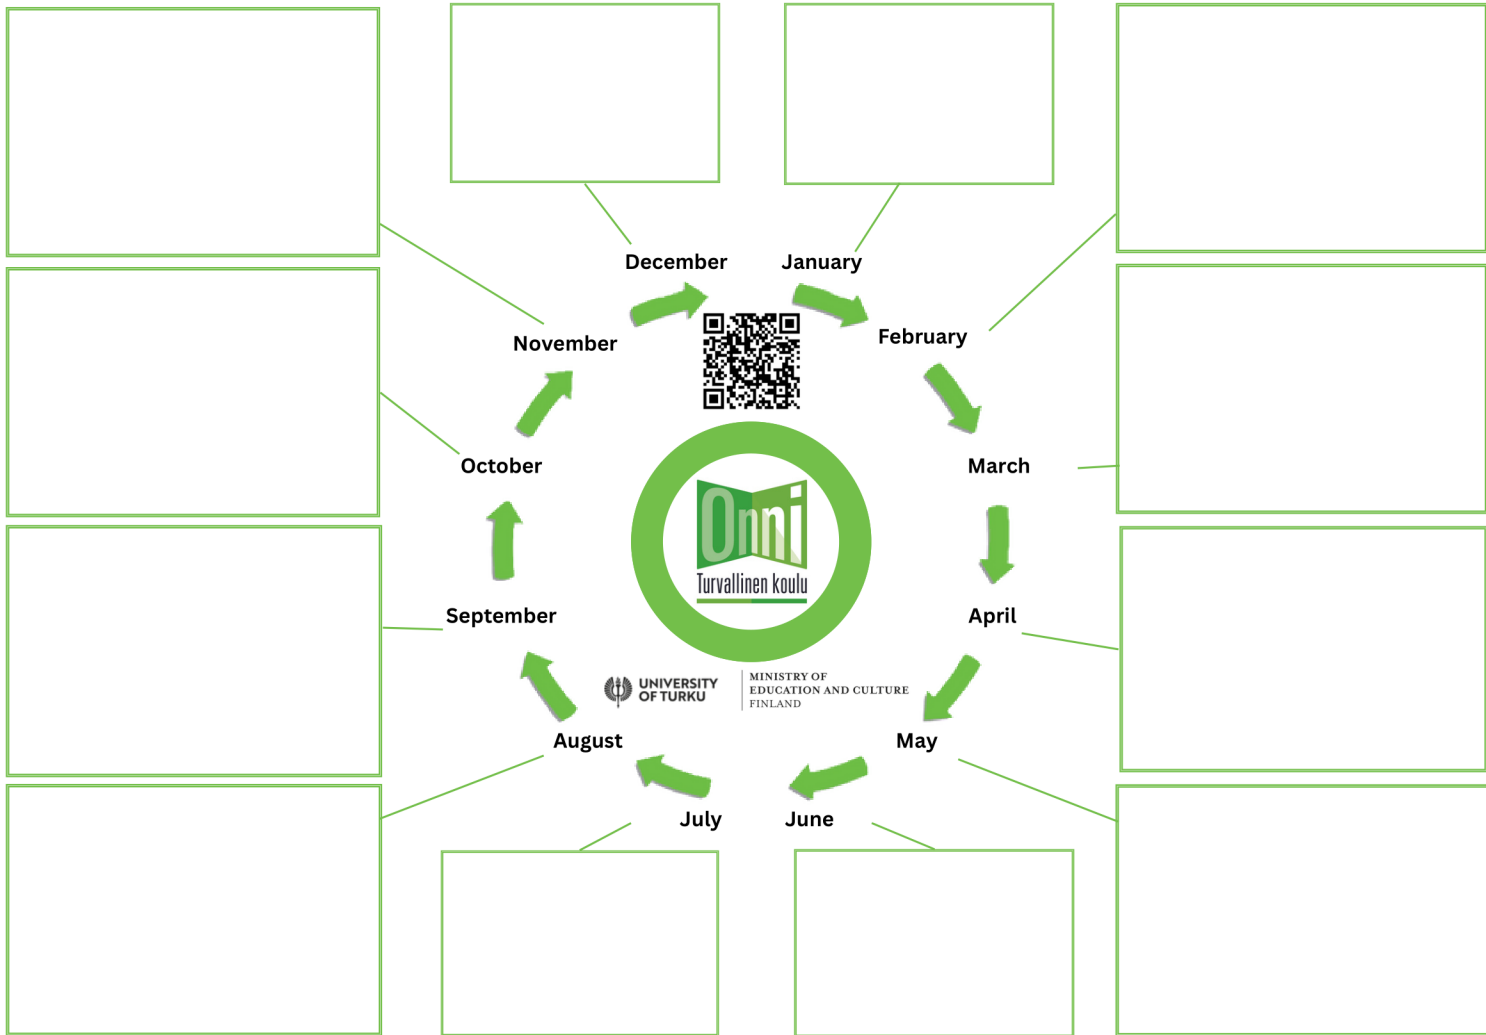 December
January
November
February
October
March
Onni
Turvallinen koulu
September
April
UNIVERSITY
OF TURKU
MINISTRY OF
EDUCATION AND CULTURE
FINLAND
August
May
July
June